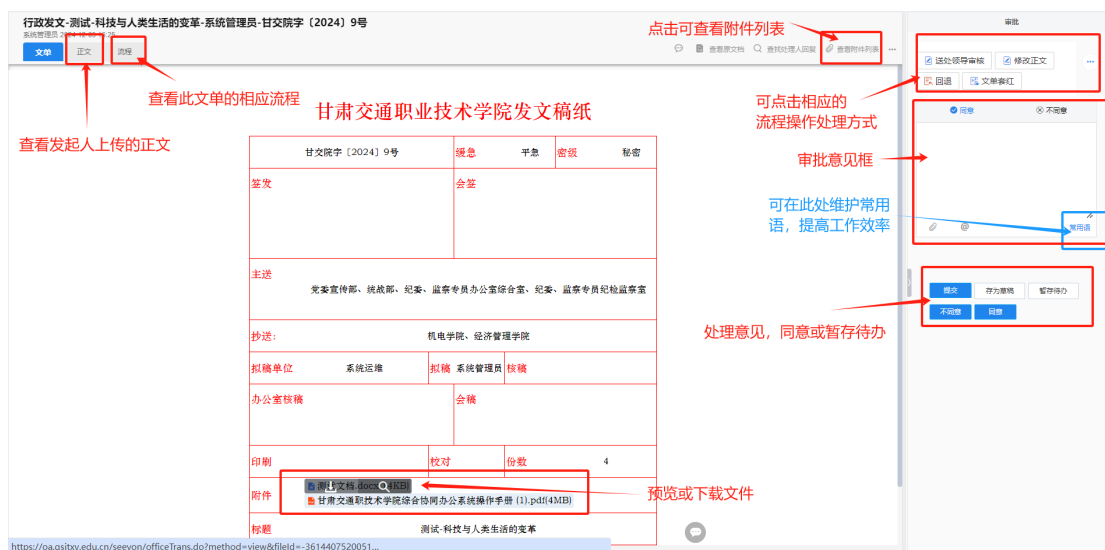 行政发文-测试-科技与人类生活的变革-系统管理员-甘交院字〔2024〕9号
文单 正文 流程
查看原文档 查找处理人回复 查看附件列表
点击可查看附件列表
查看此文单的相应流程
查看发起人上传的正文
甘肃交通职业技术学院发文稿纸
甘交院字〔2024〕9号 缓急 平急 密级 秘密
签发 会签
主送
党委宣传部、统战部、纪委、监察专员办公室综合室、纪委、监察专员纪检监察室
抄送: 机电学院、经济管理学院
拟稿单位 系统运维 拟稿 系统管理员 核稿
办公室核稿 会稿
印刷 校对 份数 4
附件
甘肃交通职技术学院综合协同办公系统操作手册 (1).pdf(4MB)
预览或下载文件
标题 测试-科技与人类生活的变革
https://oa.gsjtxy.edu.cn/seeyon/officeTrans.do?method=view&fileId=-3614407520051...
审批
送处领导审核 修改正文
回退 文单套红
可点击相应的
流程操作处理方式
同意 不同意
审批意见框
可在此处维护常用
语，提高工作效率
@ 常用语
提交 存为草稿 暂存待办
不同意 同意
处理意见，同意或暂存待办